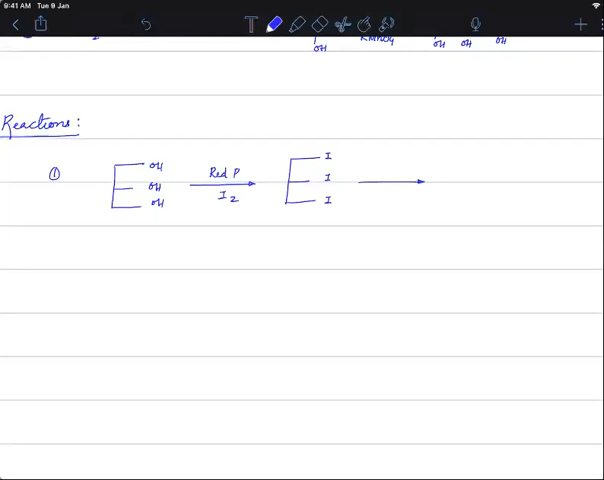 9:41 AM Tue 9 Jan
OH KMnO4 OH OH OH
Reactions:
① OH Red P I
OH I
OH I2 I